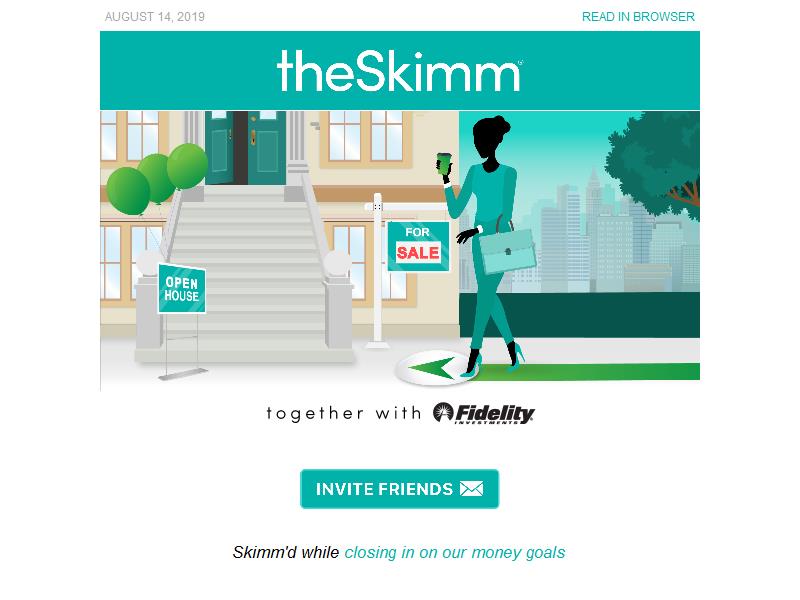 AUGUST 14, 2019
READ IN BROWSER
theSkimm®
FOR
SALE
OPEN
HOUSE
together with Fidelity
INVESTMENTS
INVITE FRIENDS
Skimm'd while closing in on our money goals